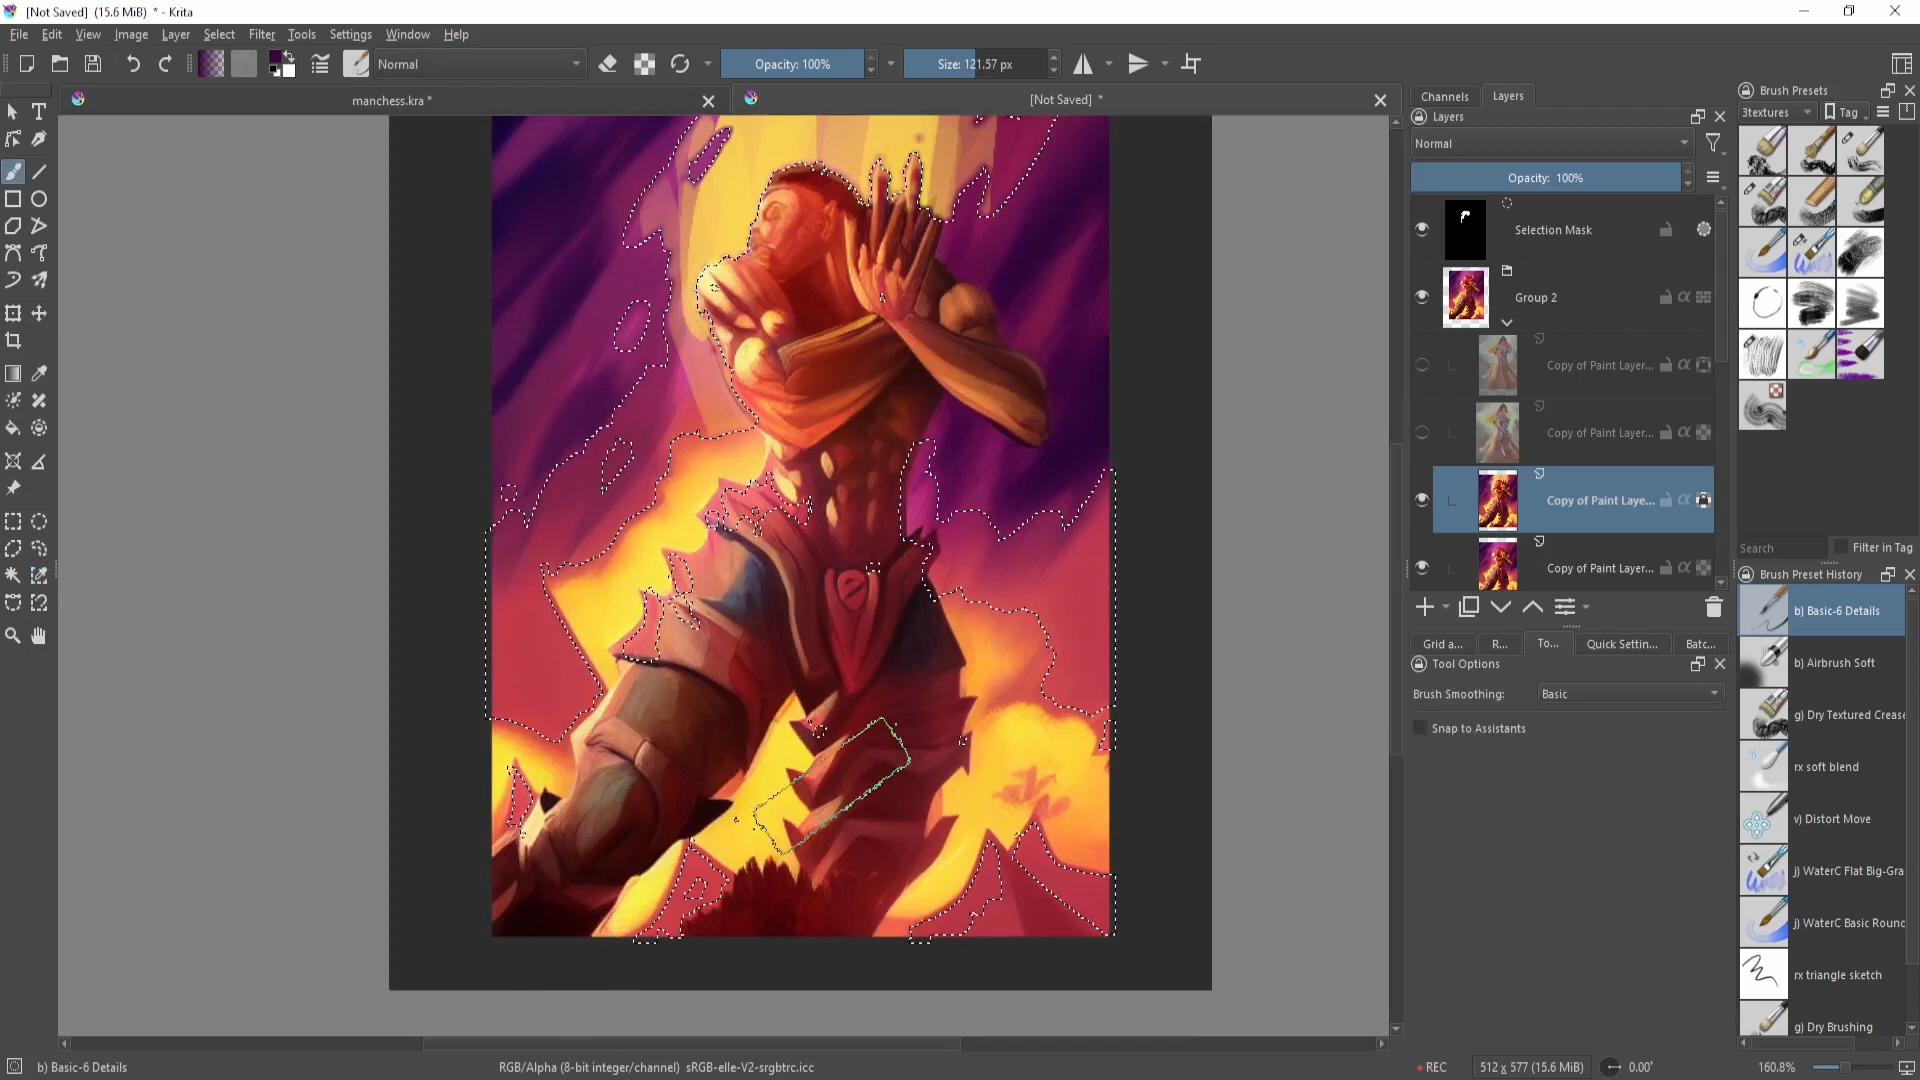 [Not Saved]  (15.6 MiB)  * - Krita
File Edit View Image Layer Select Filter Tools Settings Window Help
Normal
Opacity: 100%
Size: 121.57 px
manchess.kra *
[Not Saved]  *
Channels
Layers
Layers
Normal
Opacity:  100%
Selection Mask
Group 2
Copy of Paint Layer...
Copy of Paint Layer...
Copy of Paint Laye...
Copy of Paint Layer...
Grid a...
R...
To...
Quick Settin...
Batc...
Tool Options
Brush Smoothing:
Basic
Snap to Assistants
Brush Presets
3textures
Tag
Search
Filter in Tag
Brush Preset History
b) Basic-6 Details
b) Airbrush Soft
g) Dry Textured Crease
rx soft blend
v) Distort Move
j) WaterC Flat Big-Gra
j) WaterC Basic Round
rx triangle sketch
g) Dry Brushing
b) Basic-6 Details
RGB/Alpha (8-bit integer/channel)  sRGB-elle-V2-srgbtrc.icc
REC
512 x 577 (15.6 MiB)
0.00°
160.8%